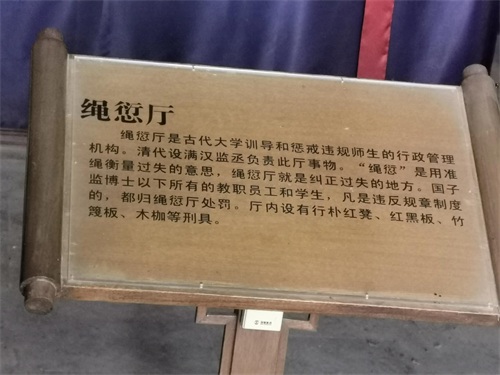 绳愆厅
绳愆厅是古代大学训导和惩戒违规师生的行政管理
机构。清代设满汉监丞负责此厅事物。“绳愆”是用准
绳衡量过失的意思，绳愆厅就是纠正过失的地方。国子
监博士以下所有的教职员工和学生，凡是违反规章制度
的，都归绳愆厅处罚。厅内设有行朴红凳、红黑板、竹
篾板、木枷等刑具。